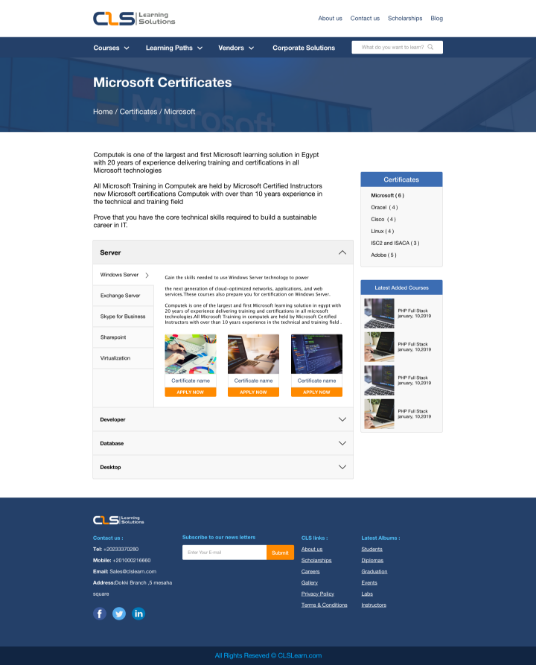 CLS Learning
Solutions
About us Contact us Scholarships Blog
Courses Learning Paths Vendors Corporate Solutions What do you want to learn?
Microsoft Certificates
Home / Certificates / Microsoft
Microsoft
Computek is one of the largest and first Microsoft learning solution in Egypt
with 20 years of experience delivering training and certifications in all
Microsoft technologies
All Microsoft Training in Computek are held by Microsoft Certified Instructors
new Microsoft certifications Computek with over than 10 years experience in
the technical and training field
Prove that you have the core technical skills required to build a sustainable
career in IT.
Certificates
Microsoft ( 6 )
Oracel ( 4 )
Cisco ( 4 )
Linux ( 4 )
ISC2 and ISACA ( 3 )
Adobe ( 5 )
Server
Windows Server
Exchange Server
Skype for Business
Sharepoint
Virtualization
Gain the skills needed to use Windows Server technology to power
the next generation of cloud-optimized networks, applications, and web
services.These courses also prepare you for certification on Windows Server.
Computek is one of the largest and first Microsoft learning solution in egypt with
20 years of experience delivering training and certifications in all microsoft
technologies.All Microsoft Training in computek are held by Microsoft Certified
Instructors with over than 10 years experience in the technical and training field .
Certificate name Certificate name Certificate name
APPLY NOW APPLY NOW APPLY NOW
Developer
Database
Desktop
Latest Added Courses
PHP Full Stack
january, 10,2019
PHP Full Stack
january, 10,2019
PHP Full Stack
january, 10,2019
PHP Full Stack
january, 10,2019
CLS Learning
Solutions
Contact us :
Tel: +20233370280
Mobile: +201000216660
Email: Sales@clslearn.com
Address:Dokki Branch ,3 mesaha
square
Subscribe to our news letters
Enter Your E-mail Submit
CLS links :
About us
Scholarships
Careers
Gallery
Privacy Policy
Terms & Conditions
Latest Albums :
Students
Diplomas
Graduation
Events
Labs
Instructors
All Rights Reseved © CLSLearn.com